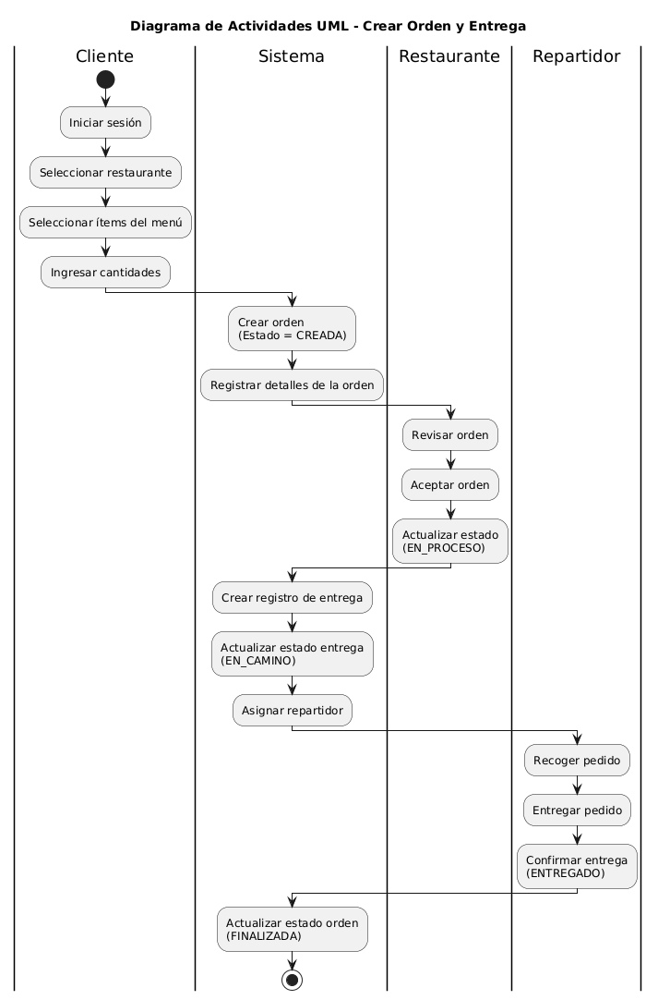 Diagrama de Actividades UML - Crear Orden y Entrega
Cliente
Sistema
Restaurante
Repartidor
Iniciar sesión
Seleccionar restaurante
Seleccionar ítems del menú
Ingresar cantidades
Crear orden
(Estado = CREADA)
Registrar detalles de la orden
Revisar orden
Aceptar orden
Actualizar estado
(EN_PROCESO)
Crear registro de entrega
Actualizar estado entrega
(EN_CAMINO)
Asignar repartidor
Recoger pedido
Entregar pedido
Confirmar entrega
(ENTREGADO)
Actualizar estado orden
(FINALIZADA)